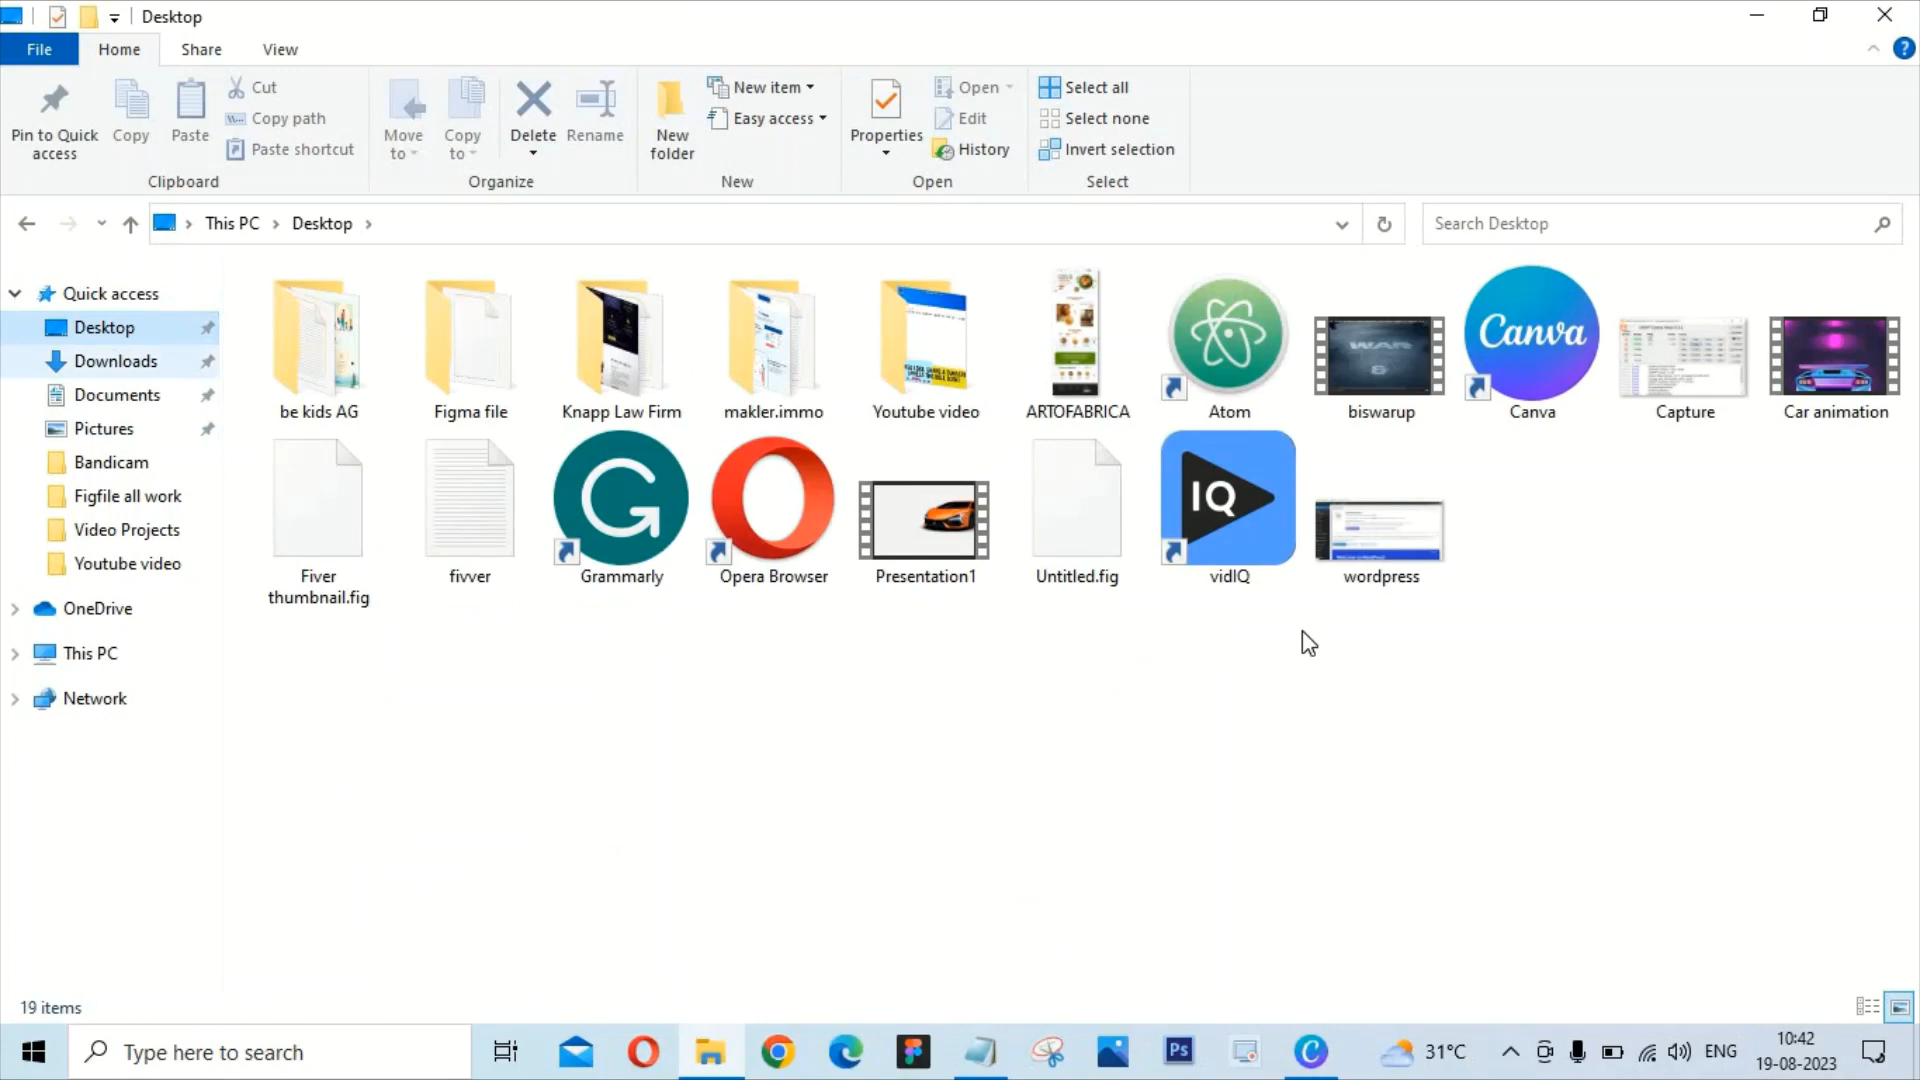 Desktop
File Home Share View
Pin to Quick access
Copy
Paste
Cut
Copy path
Paste shortcut
Clipboard
Move to
Copy to
Delete
Rename
Organize
New folder
New item
Easy access
New
Properties
Open
Edit
History
Open
Select all
Select none
Invert selection
Select
This PC Desktop
Search Desktop
Quick access
Desktop
Downloads
Documents
Pictures
Bandicam
Figfile all work
Video Projects
Youtube video
OneDrive
This PC
Network
Canva
be kids AG
Figma file
Knapp Law Firm
makler.immo
Youtube video
ARTOFABRICA
Atom
biswarup
Canva
Capture
Car animation
IQ
Fiver thumbnail.fig
fivver
Grammarly
Opera Browser
Presentation1
Untitled.fig
vidIQ
wordpress
19 items
Type here to search
Ps
31°C
ENG
10:42
19-08-2023